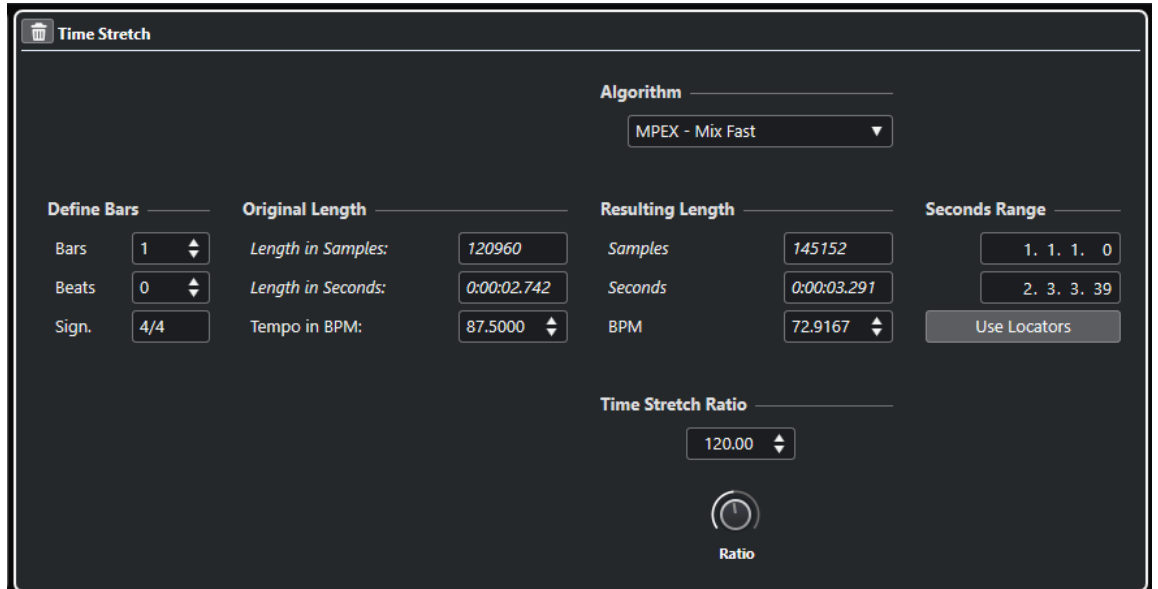 Time Stretch
Algorithm
MPEX - Mix Fast
Define Bars
Bars 1
Beats 0
Sign. 4/4
Original Length
Length in Samples: 120960
Length in Seconds: 0:00:02.742
Tempo in BPM: 87.5000
Resulting Length
Samples 145152
Seconds 0:00:03.291
BPM 72.9167
Seconds Range
1. 1. 1. 0
2. 3. 3. 39
Use Locators
Time Stretch Ratio
120.00
Ratio